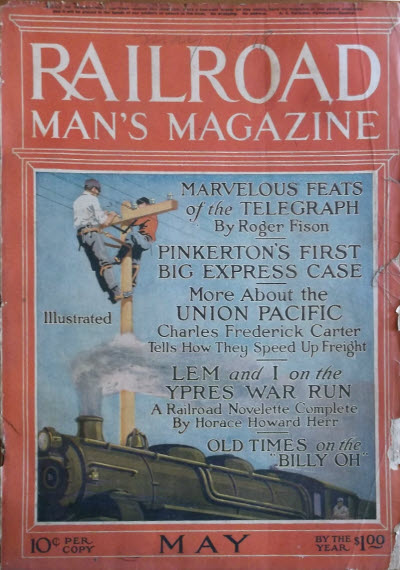 RAILROAD
MAN'S MAGAZINE
MARVELOUS FEATS
of the TELEGRAPH
By Roger Fison
PINKERTON'S FIRST
BIG EXPRESS CASE
More About the
UNION PACIFIC
Charles Frederick Carter
Tells How They Speed Up Freight
Illustrated
LEM and I on the
YPRES WAR RUN
A Railroad Novelette Complete
By Horace Howard Herr
OLD TIMES on the
"BILLY OH"
10¢ PER COPY
MAY
BY THE YEAR $1.00